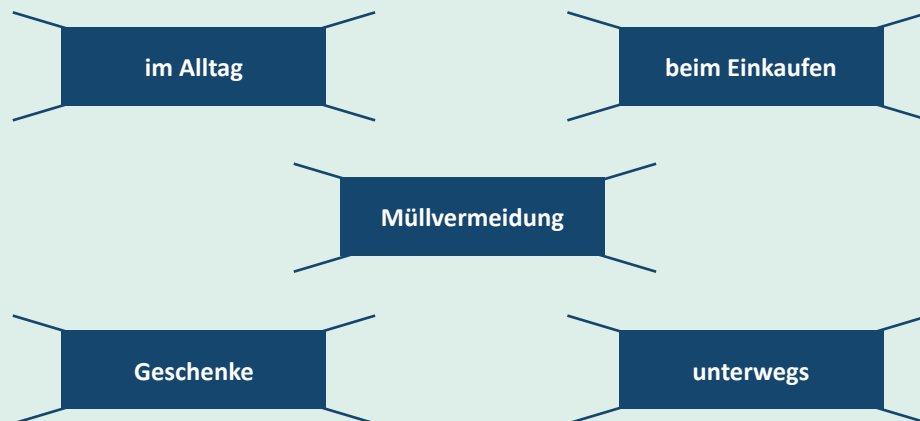 im Alltag
beim Einkaufen
Müllvermeidung
Geschenke
unterwegs